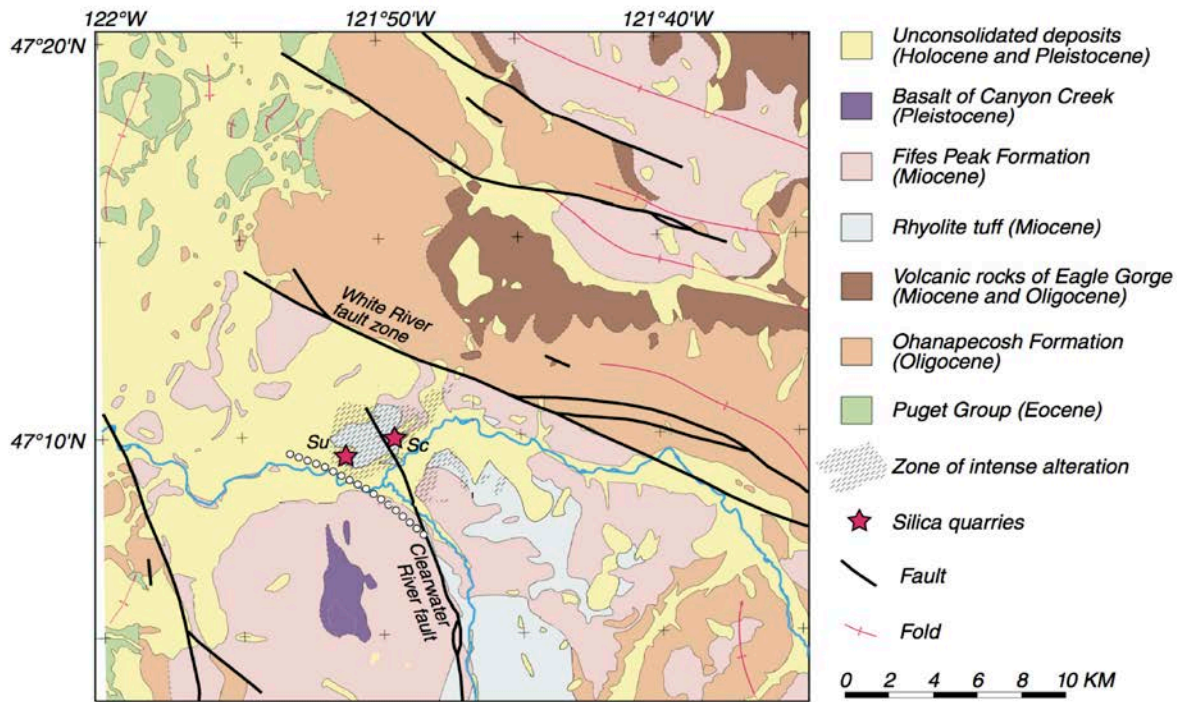 122°W
121°50'W
121°40'W
47°20'N
47°10'N
White River
fault zone
Su
Sc
Clearwater
River fault
Unconsolidated deposits
(Holocene and Pleistocene)
Basalt of Canyon Creek
(Pleistocene)
Fifes Peak Formation
(Miocene)
Rhyolite tuff (Miocene)
Volcanic rocks of Eagle Gorge
(Miocene and Oligocene)
Ohanapecosh Formation
(Oligocene)
Puget Group (Eocene)
Zone of intense alteration
Silica quarries
Fault
Fold
0 2 4 6 8 10 KM